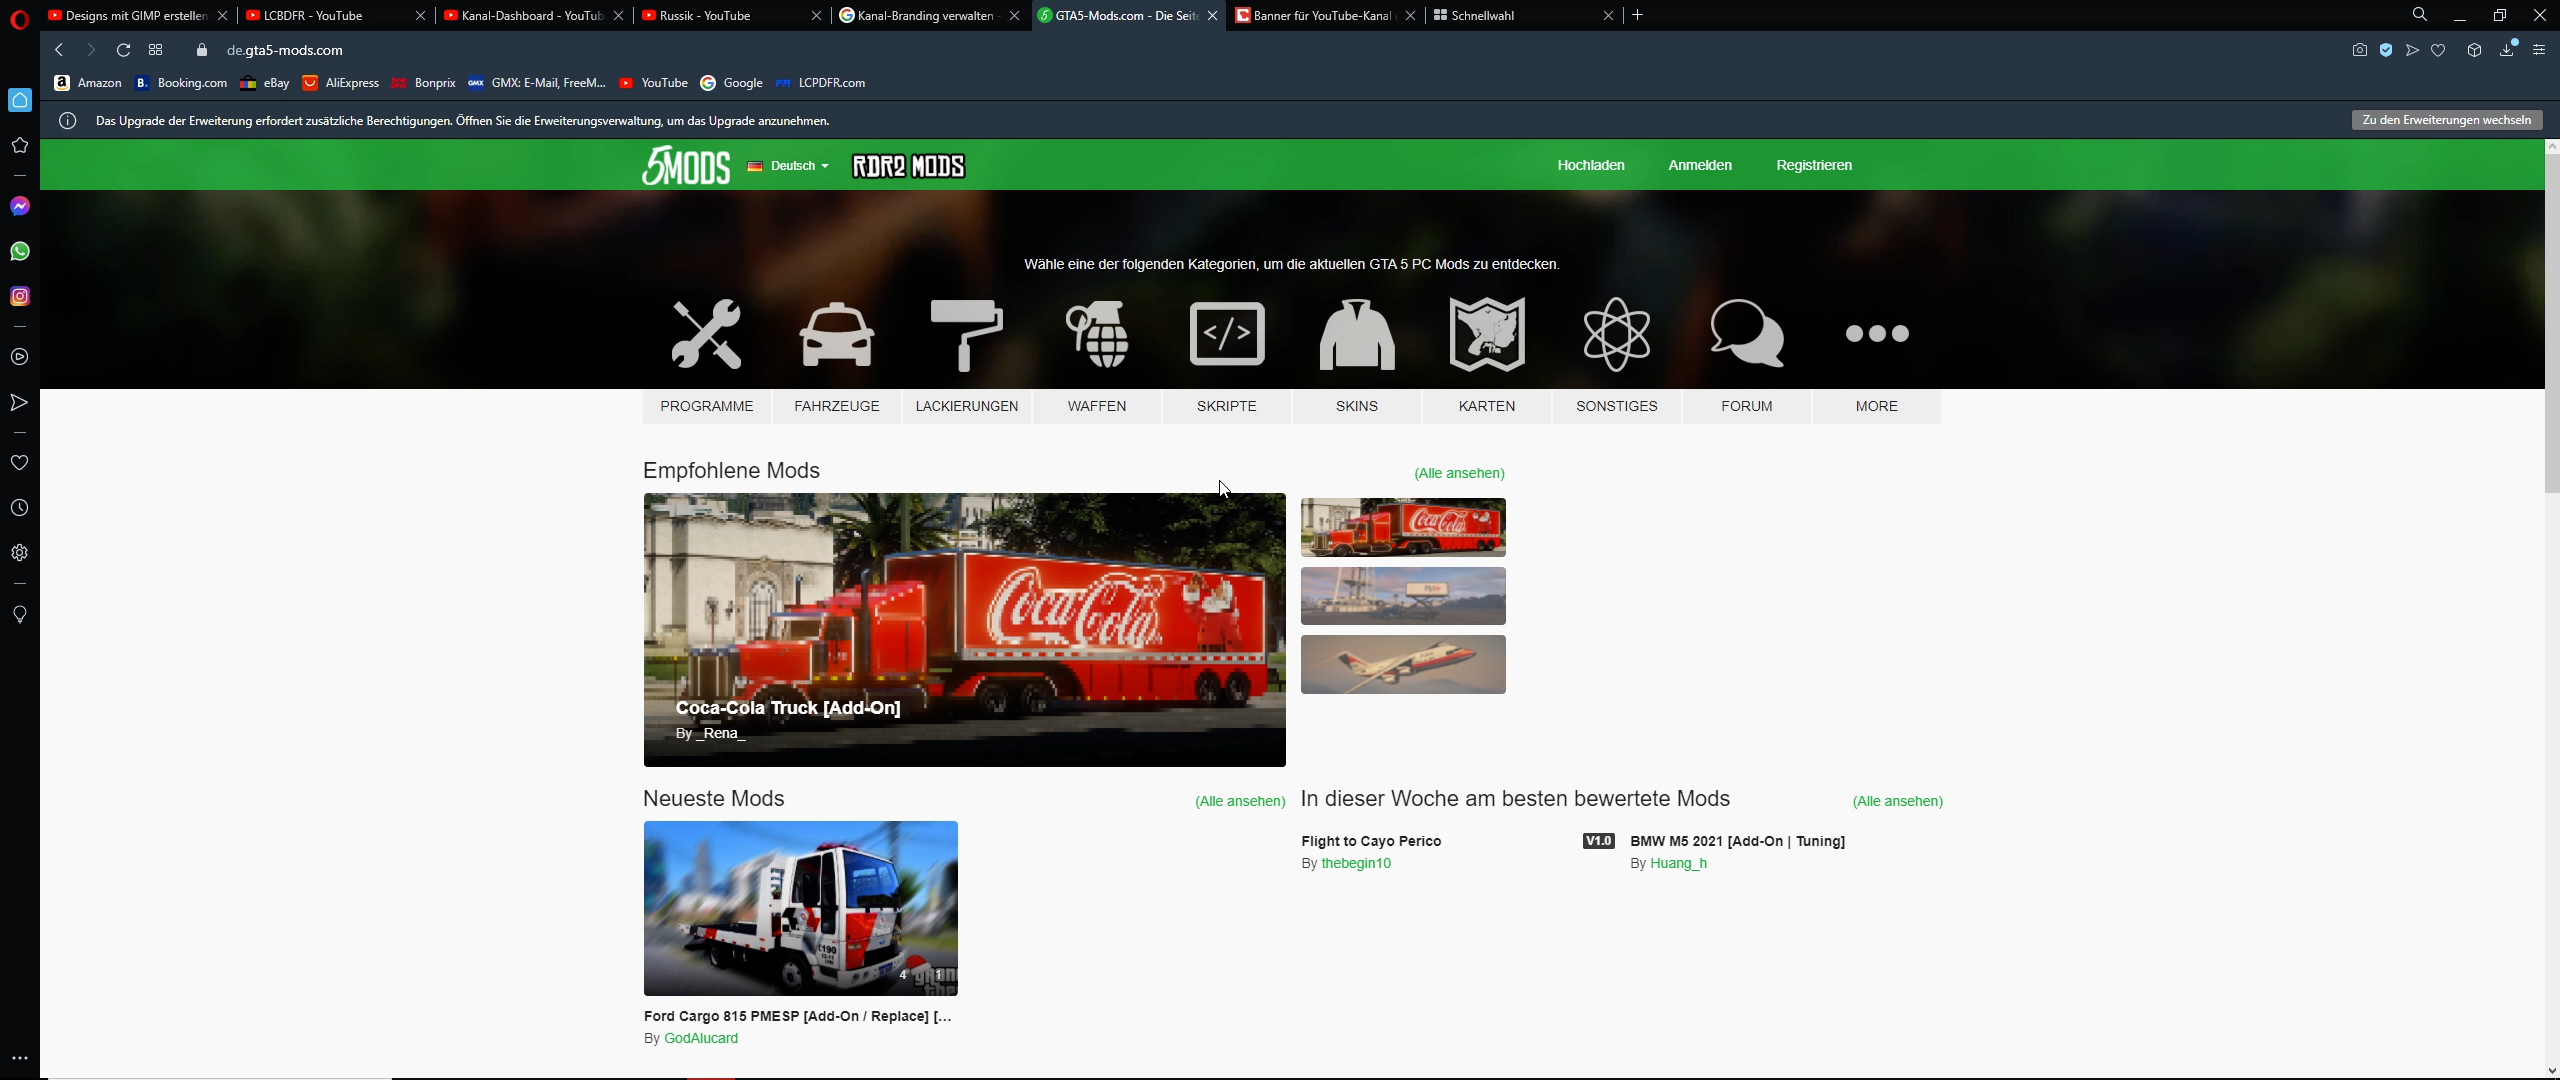 Designs mit GIMP erstellen
LCBDFR - YouTube
Kanal-Dashboard - YouTub
Russik - YouTube
Kanal-Branding verwalten -
GTA5-Mods.com - Die Seite
Banner für YouTube-Kanal
Schnellwahl
de.gta5-mods.com
Amazon
Booking.com
eBay
AliExpress
Bonprix
GMX: E-Mail, FreeM...
YouTube
Google
LCPDFR.com
Das Upgrade der Erweiterung erfordert zusätzliche Berechtigungen. Öffnen Sie die Erweiterungsverwaltung, um das Upgrade anzunehmen.
Zu den Erweiterungen wechseln
5MODS
Deutsch
RDR2 MODS
Hochladen
Anmelden
Registrieren
Wähle eine der folgenden Kategorien, um die aktuellen GTA 5 PC Mods zu entdecken.
PROGRAMME
FAHRZEUGE
LACKIERUNGEN
WAFFEN
SKRIPTE
SKINS
KARTEN
SONSTIGES
FORUM
MORE
Empfohlene Mods
(Alle ansehen)
Coca-Cola
Coca-Cola Truck [Add-On]
By _Rena_
Coca-Cola
Neueste Mods
(Alle ansehen)
In dieser Woche am besten bewertete Mods
(Alle ansehen)
Flight to Cayo Perico
By thebegin10
V1.0
BMW M5 2021 [Add-On | Tuning]
By Huang_h
4
1
Ford Cargo 815 PMESP [Add-On / Replace] [...
By GodAlucard